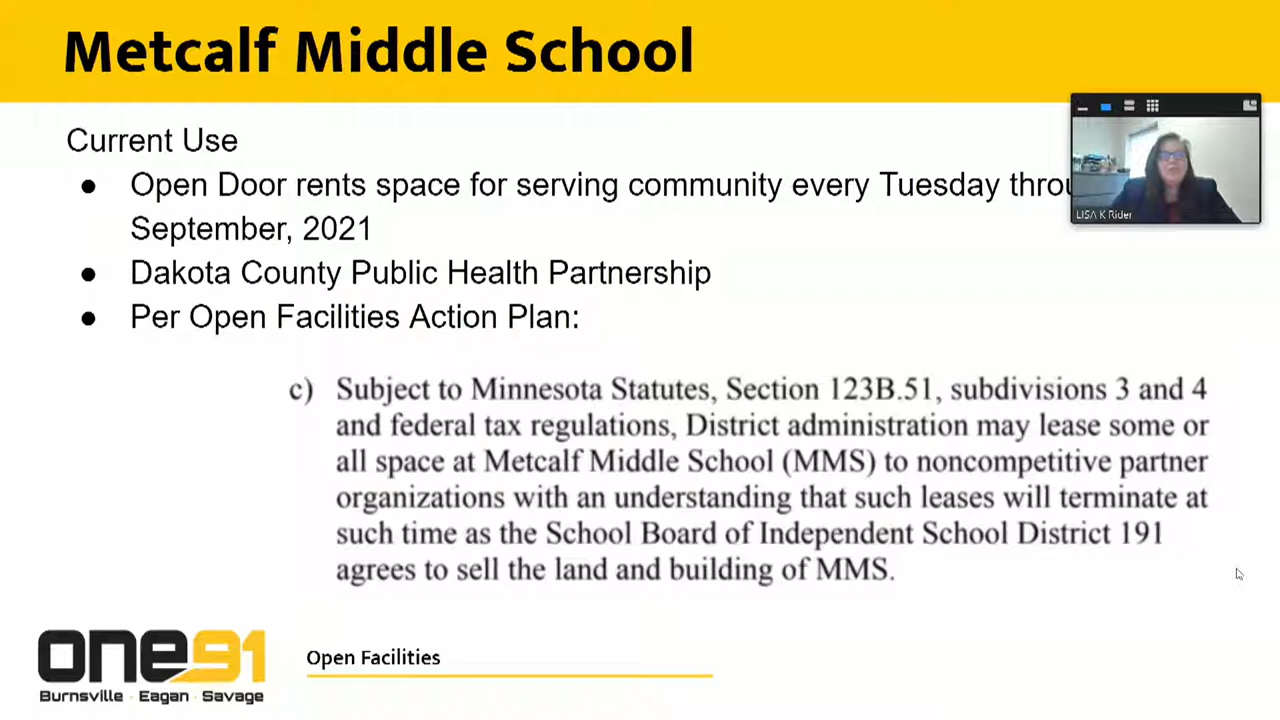 Metcalf Middle School
Current Use
● Open Door rents space for serving community every Tuesday
September, 2021
● Dakota County Public Health Partnership
● Per Open Facilities Action Plan:
LISA K Rider
c) Subject to Minnesota Statutes, Section 123B.51, subdivisions 3 and 4
and federal tax regulations, District administration may lease some or
all space at Metcalf Middle School (MMS) to noncompetitive partner
organizations with an understanding that such leases will terminate at
such time as the School Board of Independent School District 191
agrees to sell the land and building of MMS.
one91
Burnsville · Eagan · Savage
Open Facilities